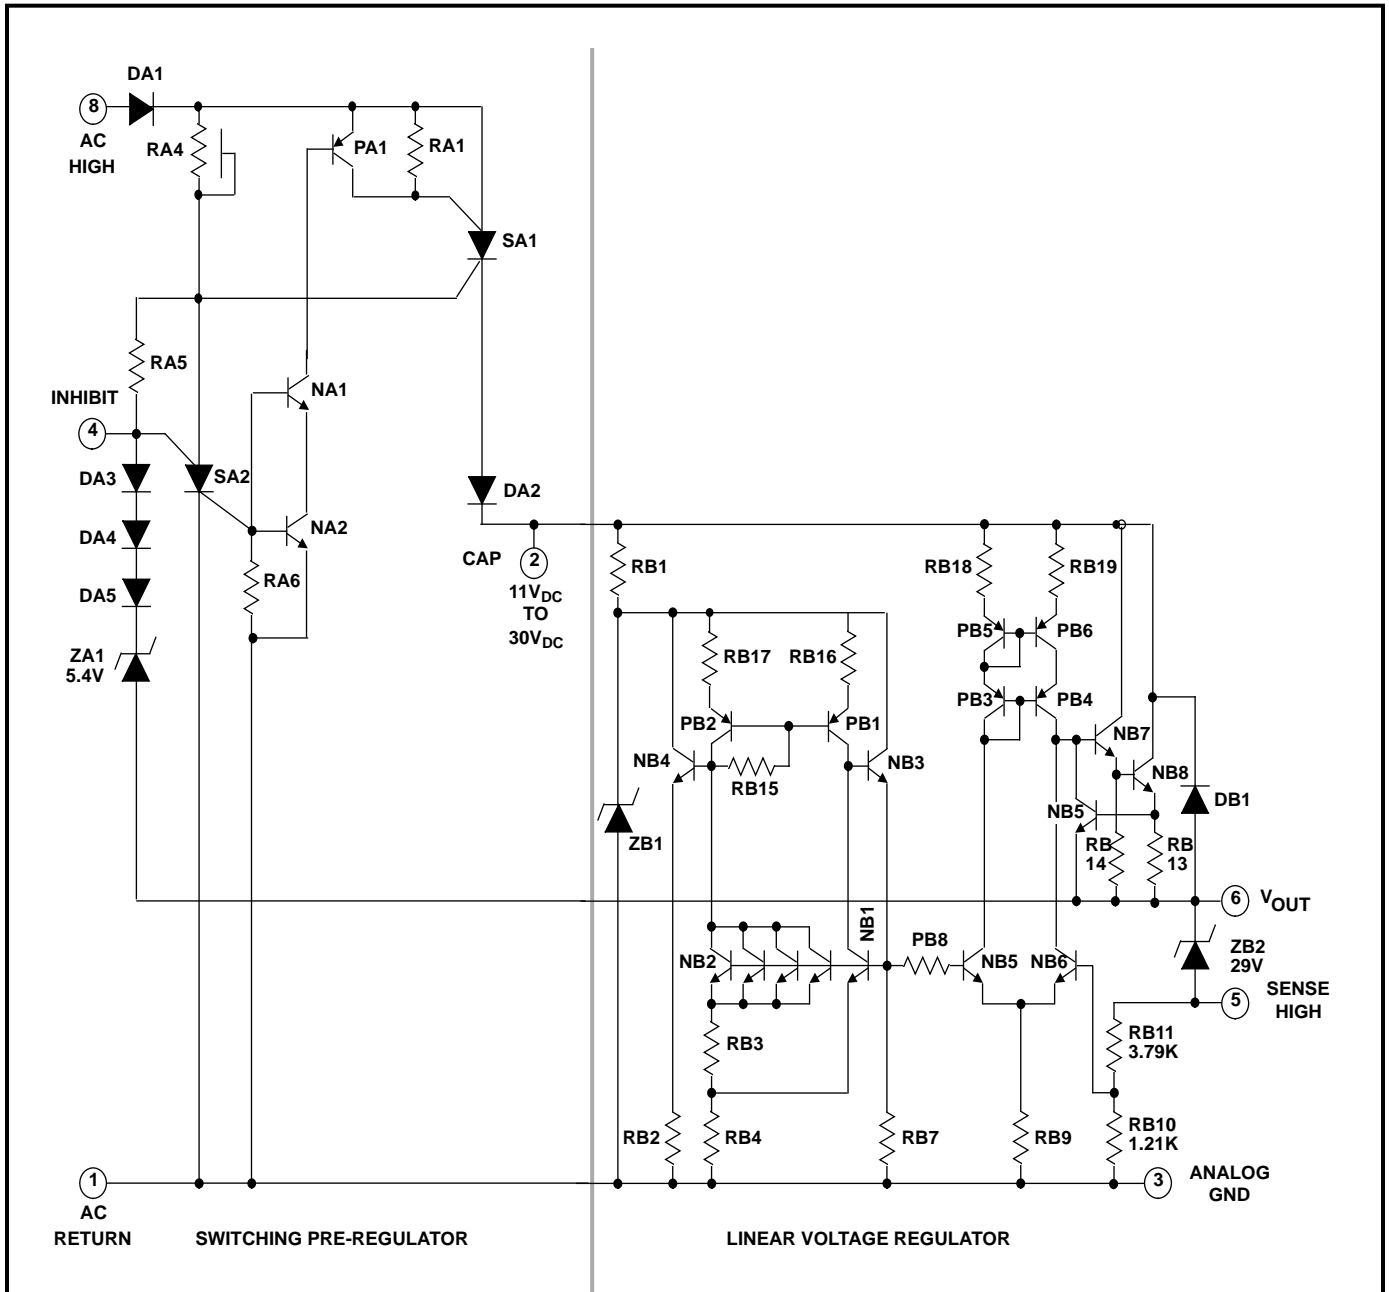 DA1
8
AC
HIGH
RA4
PA1
RA1
SA1
RA5
INHIBIT
4
NA1
DA3
SA2
DA2
DA4
NA2
CAP
2
RA6
DA5
11VDC
TO
30VDC
ZA1
5.4V
RB1
RB18
RB19
PB5
PB6
RB17
RB16
PB3
PB4
PB2
PB1
NB7
NB4
NB3
NB8
RB15
DB1
NB5
ZB1
RB
14
RB
13
6
VOUT
NB1
PB8
NB2
NB5
NB6
ZB2
29V
SENSE
HIGH
5
RB3
RB11
3.79K
RB2
RB4
RB7
RB9
RB10
1.21K
1
AC
RETURN
3
ANALOG
GND
SWITCHING PRE-REGULATOR
LINEAR VOLTAGE REGULATOR